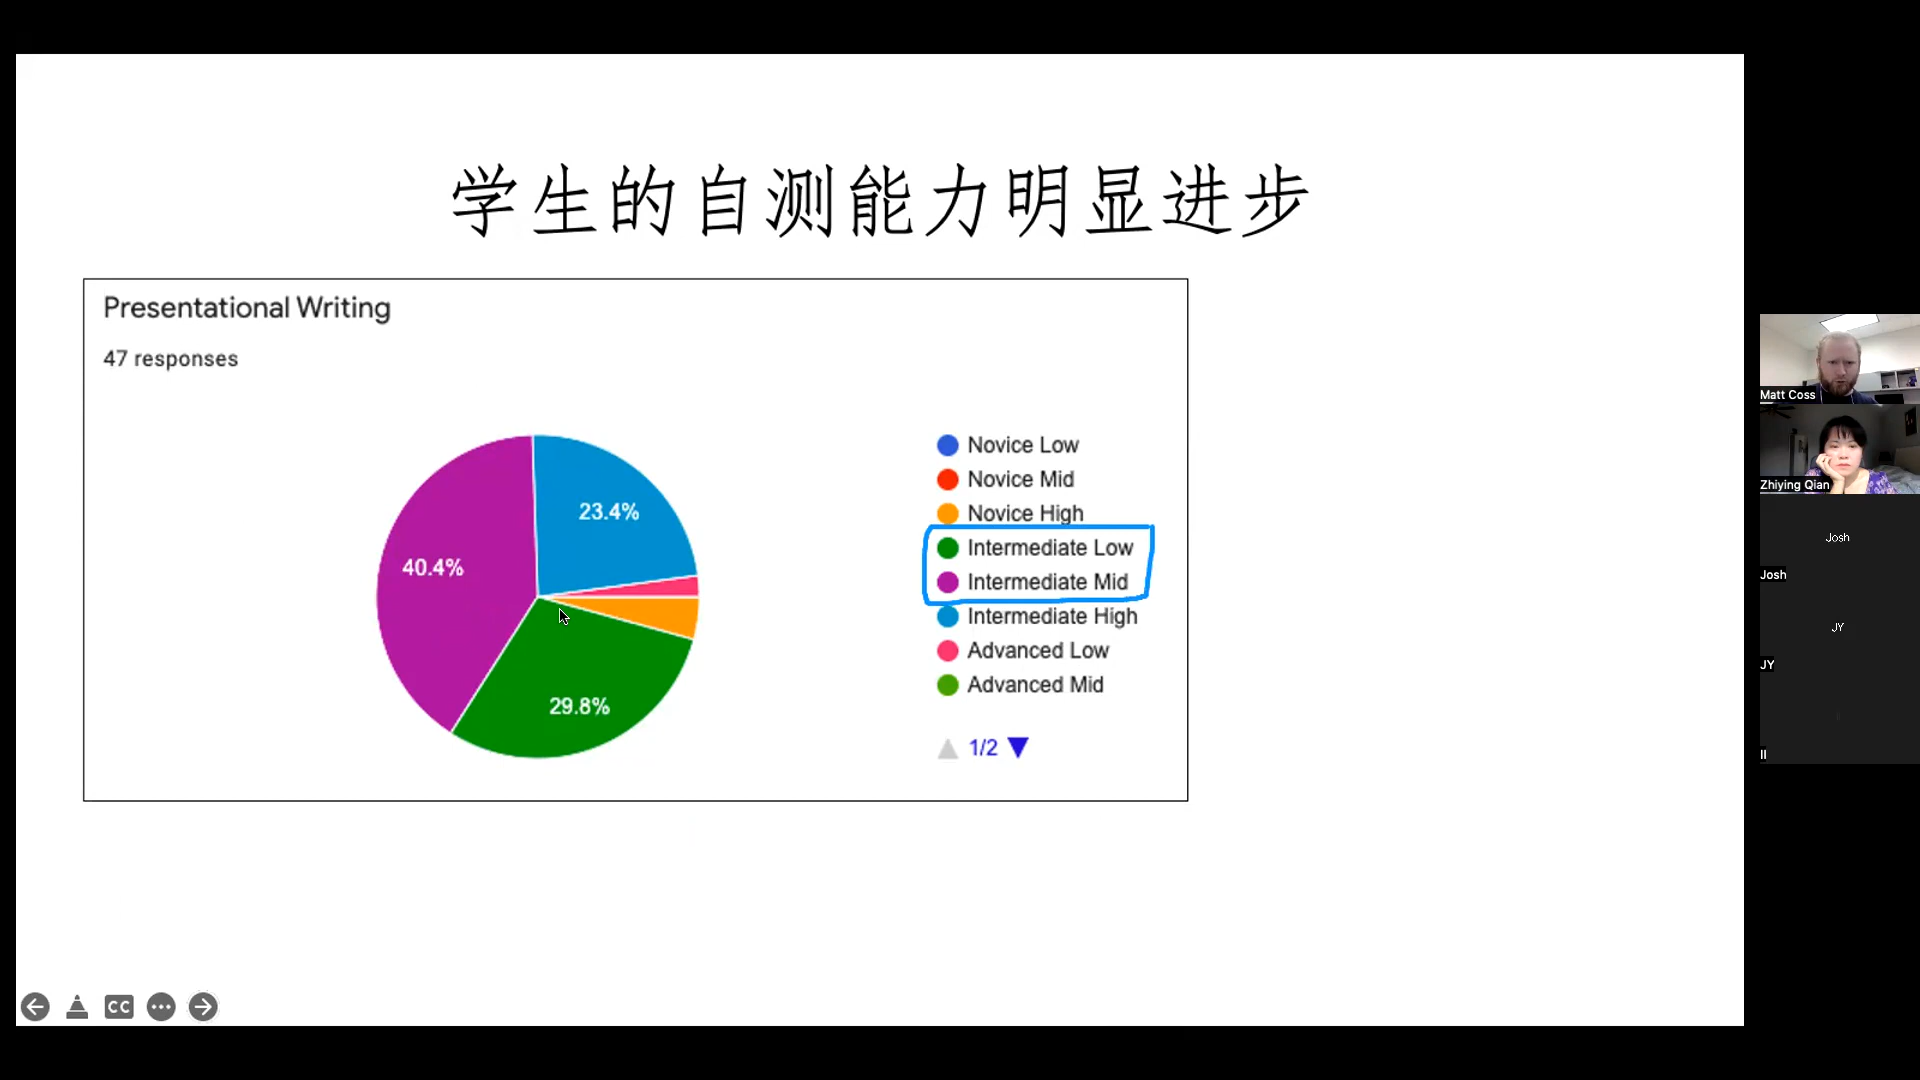 学生的自测能力明显进步
Presentational Writing
47 responses
23.4%
40.4%
29.8%
Novice Low
Novice Mid
Novice High
Intermediate Low
Intermediate Mid
Intermediate High
Advanced Low
Advanced Mid
1/2
CC
Matt Coss
Zhiying Qian
Josh
Josh
JY
JY
ll